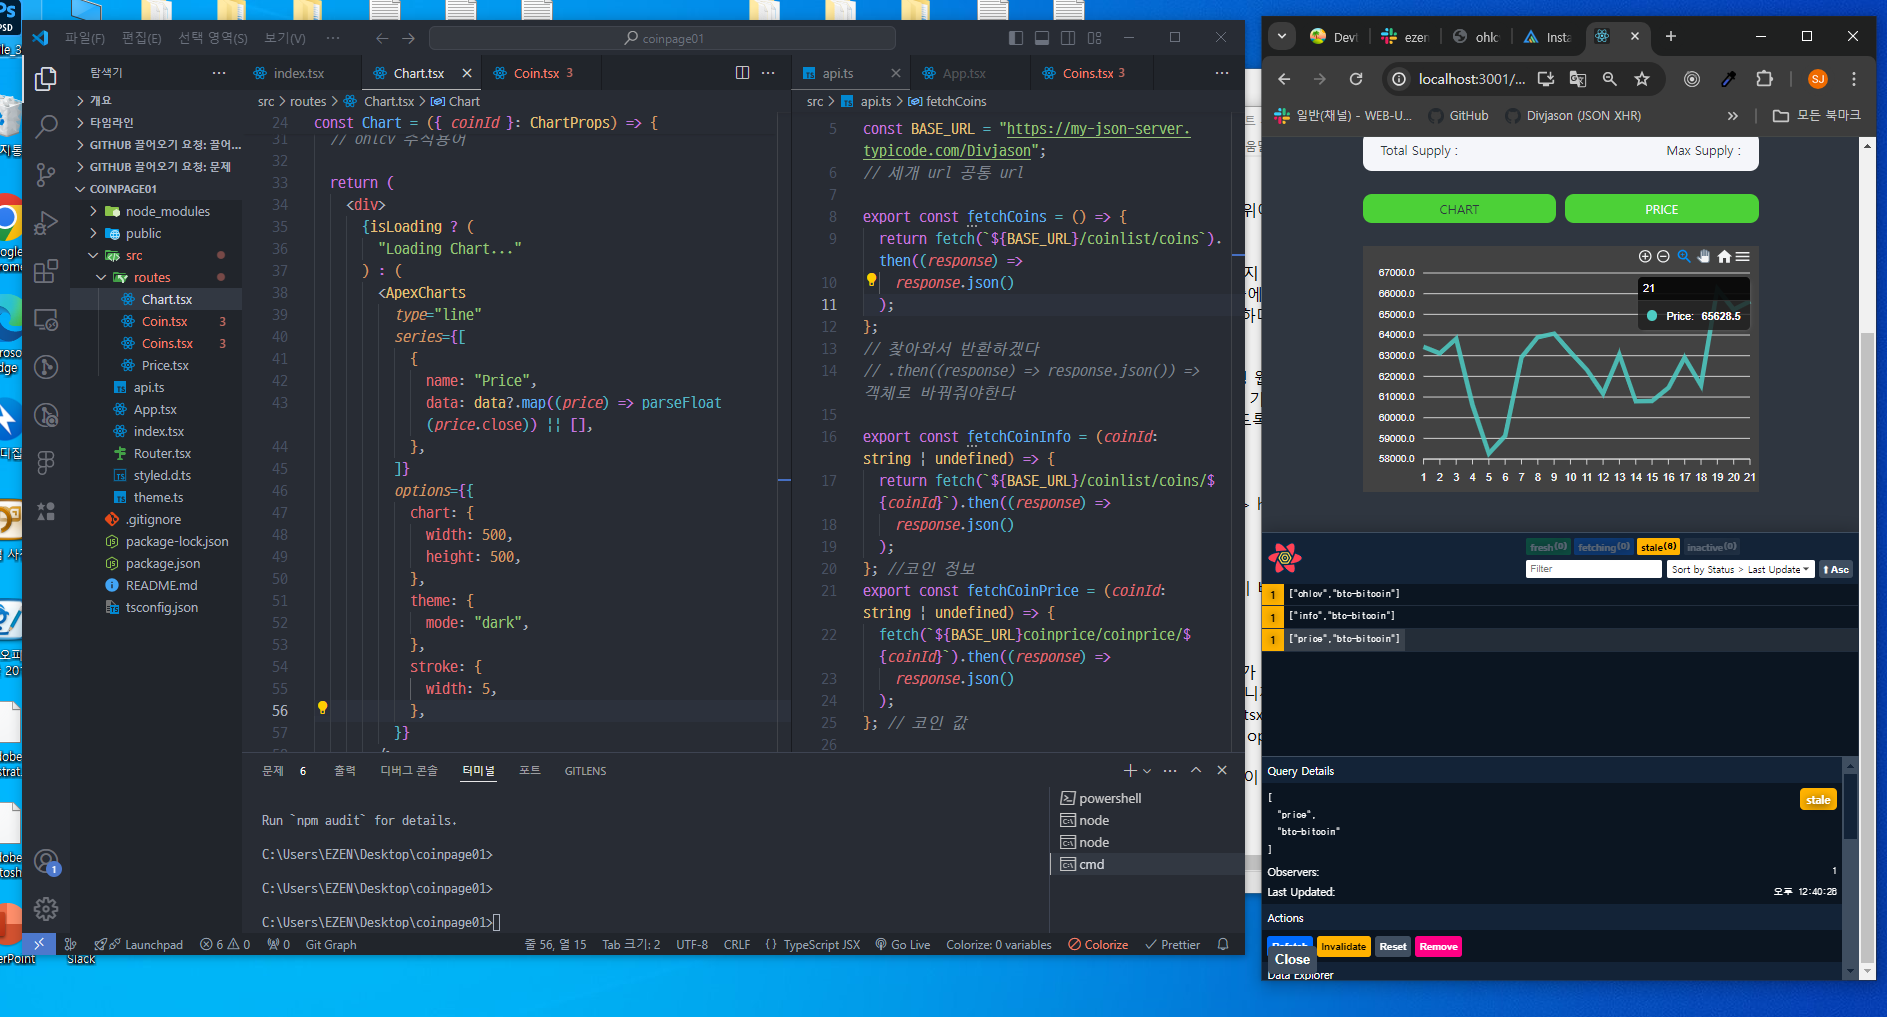 파일(F) 편집(E) 선택 영역(S) 보기(V) ··· coinpage01
탐색기
개요
타임라인
GITHUB 끌어오기 요청: 끌어...
GITHUB 끌어오기 요청: 문제
COINPAGE01
node_modules
public
src
routes
Chart.tsx
Coin.tsx 3
Coins.tsx 3
Price.tsx
api.ts
App.tsx
index.tsx
Router.tsx
styled.d.ts
theme.ts
.gitignore
package-lock.json
package.json
README.md
tsconfig.json
index.tsx Chart.tsx Coin.tsx 3
src > routes > Chart.tsx > Chart
24 const Chart = ({ coinId }: ChartProps) => {
31 // ohlcv 주식용어
32
33 return (
34 <div>
35 {isLoading ? (
36 "Loading Chart..."
37 ) : (
38 <ApexCharts
39 type="line"
40 series={[
41 {
42 name: "Price",
43 data: data?.map((price) => parseFloat
(price.close)) || [],
44 },
45 ]}
46 options={{
47 chart: {
48 width: 500,
49 height: 500,
50 },
51 theme: {
52 mode: "dark",
53 },
54 stroke: {
55 width: 5,
56 },
57 }}
api.ts App.tsx Coins.tsx 3
src > api.ts > fetchCoins
5 const BASE_URL = "https://my-json-server.
typicode.com/Divjason";
6 // 세개 url 공통 url
7
8 export const fetchCoins = () => {
9 return fetch(`${BASE_URL}/coinlist/coins`).
then((response) =>
10 response.json()
11 );
12 };
13 // 찾아와서 반환하겠다
14 // .then((response) => response.json()) =>
객체로 바꿔줘야한다
15
16 export const fetchCoinInfo = (coinId:
string | undefined) => {
17 return fetch(`${BASE_URL}/coinlist/coins/$
{coinId}`).then((response) =>
18 response.json()
19 );
20 }; //코인 정보
21 export const fetchCoinPrice = (coinId:
string | undefined) => {
22 fetch(`${BASE_URL}coinprice/coinprice/$
{coinId}`).then((response) =>
23 response.json()
24 );
25 }; // 코인 값
26
문제 6 출력 디버그 콘솔 터미널 포트 GITLENS
Run `npm audit` for details.
C:\Users\EZEN\Desktop\coinpage01>
C:\Users\EZEN\Desktop\coinpage01>
C:\Users\EZEN\Desktop\coinpage01>
powershell
node
node
cmd
Launchpad 6 0 0 Git Graph 줄 56, 열 15 Tab 크기: 2 UTF-8 CRLF {} TypeScript JSX Go Live Colorize: 0 variables Colorize Prettier
Slack
localhost:3001/...
SJ
일반(채널) - WEB-U... GitHub Divjason (JSON XHR) » 모든 북마크
Total Supply : Max Supply :
CHART PRICE
21
Price: 65628.5
67000.0
66000.0
65000.0
64000.0
63000.0
62000.0
61000.0
60000.0
59000.0
58000.0
1 2 3 4 5 6 7 8 9 10 11 12 13 14 15 16 17 18 19 20 21
fresh(0) fetching(0) stale(6) inactive(0)
Filter Sort by Status > Last Update Asc
1 ["ohlcv","btc-bitcoin"]
1 ["info","btc-bitcoin"]
1 ["price","btc-bitcoin"]
Query Details
[
"price",
"btc-bitcoin"
]
stale
Observers: 1
Last Updated: 오후 12:40:26
Actions
Invalidate Reset Remove
Close
Data Explorer